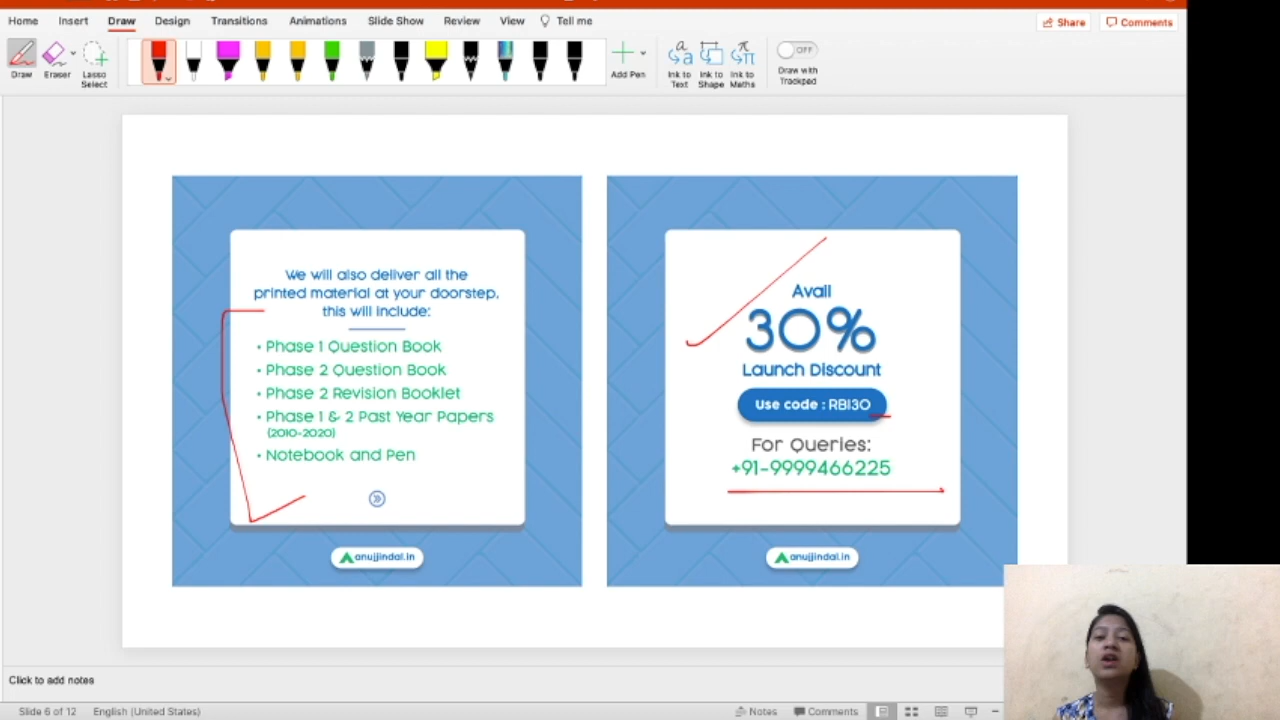 Home Insert Draw Design Transitions Animations Slide Show Review View Tell me Share Comments
Draw Eraser Lasso Select Add Pen Ink to Text Ink to Shape Ink to Maths Draw with Trackpad OFF
We will also deliver all the
printed material at your doorstep,
this will include:
• Phase 1 Question Book
• Phase 2 Question Book
• Phase 2 Revision Booklet
• Phase 1 & 2 Past Year Papers
(2010-2020)
• Notebook and Pen
anujjindal.in
Avail
30%
Launch Discount
Use code : RBI30
For Queries:
+91-9999466225
anujjindal.in
Click to add notes
Slide 6 of 12 English (United States) Notes Comments